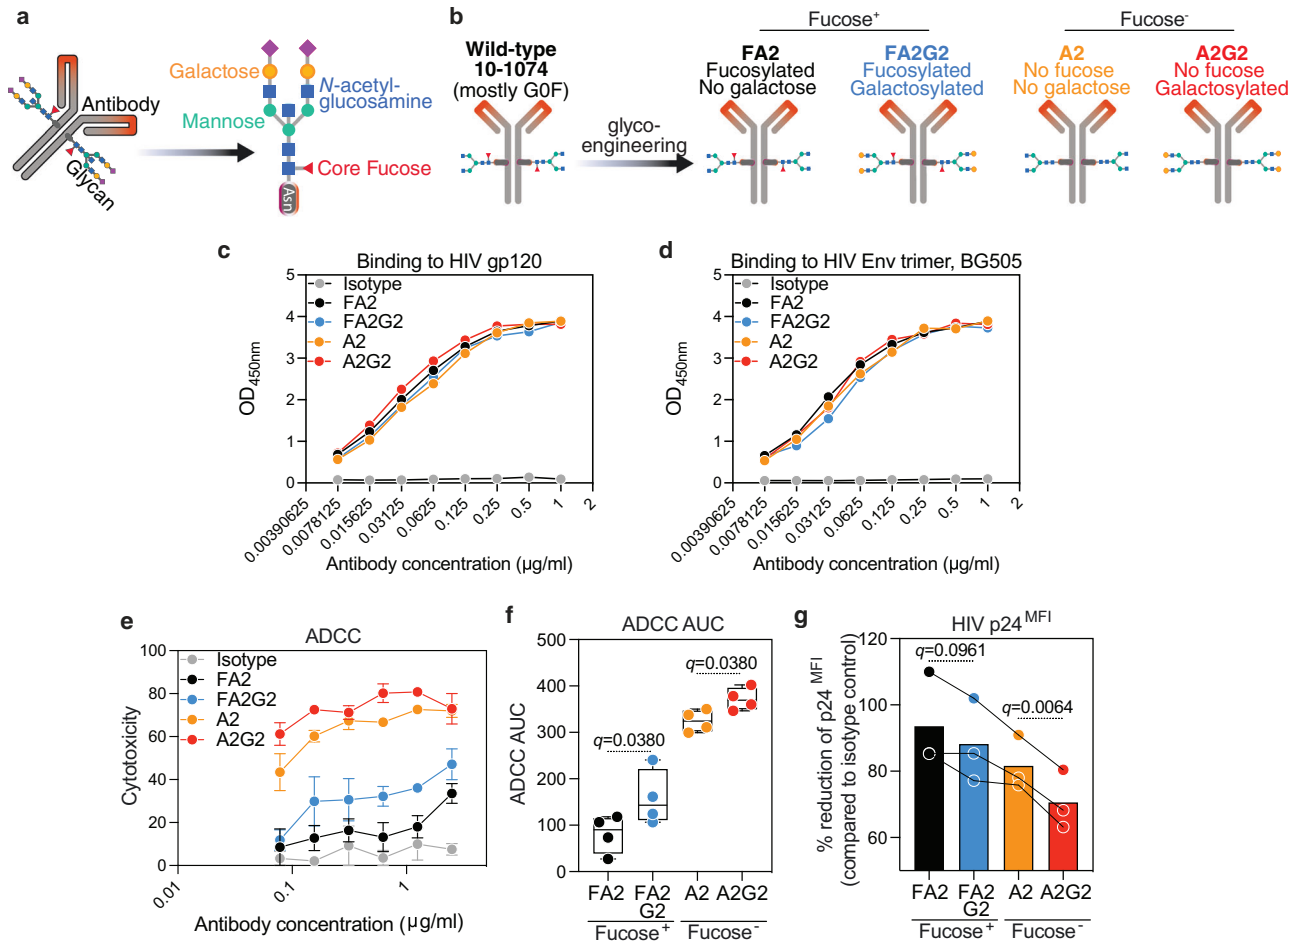 a
Galactose
N-acetyl-
glucosamine
Antibody
Mannose
Core Fucose
Glycan
Asn
b
Fucose+
Fucose-
Wild-type
10-1074
(mostly G0F)
FA2
Fucosylated
No galactose
FA2G2
Fucosylated
Galactosylated
A2
No fucose
No galactose
A2G2
No fucose
Galactosylated
glyco-
engineering
c
Binding to HIV gp120
Isotype
FA2
FA2G2
A2
A2G2
OD450nm
5
4
3
2
1
0
0.00390625
0.0078125
0.015625
0.03125
0.0625
0.125
0.25
0.5
1
2
Antibody concentration (µg/ml)
d
Binding to HIV Env trimer, BG505
Isotype
FA2
FA2G2
A2
A2G2
OD450nm
5
4
3
2
1
0
0.00390625
0.0078125
0.015625
0.03125
0.0625
0.125
0.25
0.5
1
2
Antibody concentration (µg/ml)
e
ADCC
Isotype
FA2
FA2G2
A2
A2G2
Cytotoxicity
100
80
60
40
20
0
0.01
0.1
1
Antibody concentration (µg/ml)
f
ADCC AUC
ADCC AUC
500
400
300
200
100
0
q=0.0380
q=0.0380
FA2
FA2
G2
A2
A2G2
Fucose+
Fucose-
g
HIV p24MFI
% reduction of p24MFI
(compared to isotype control)
120
100
80
60
q=0.0961
q=0.0064
FA2
FA2
G2
A2
A2G2
Fucose+
Fucose-